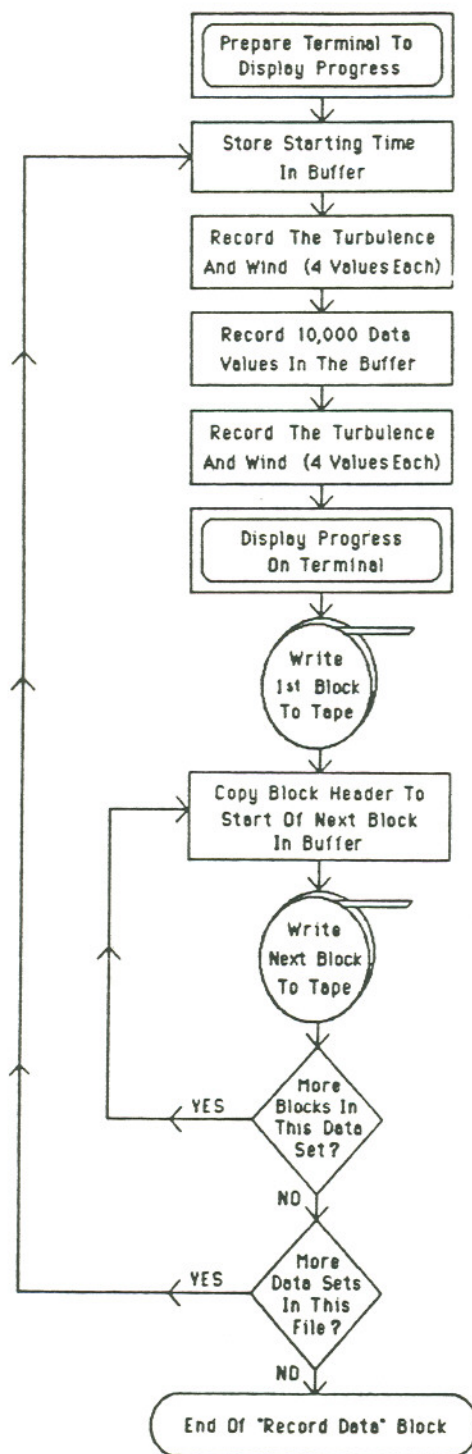 Prepare Terminal To
Display Progress
Store Starting Time
In Buffer
Record The Turbulence
And Wind (4 Values Each)
Record 10,000 Data
Values In The Buffer
Record The Turbulence
And Wind (4 Values Each)
Display Progress
On Terminal
Write
1st Block
To Tape
Copy Block Header To
Start Of Next Block
In Buffer
Write
Next Block
To Tape
More
Blocks In
This Data
Set?
YES
NO
More
Data Sets
In This
File?
YES
NO
End Of "Record Data" Block